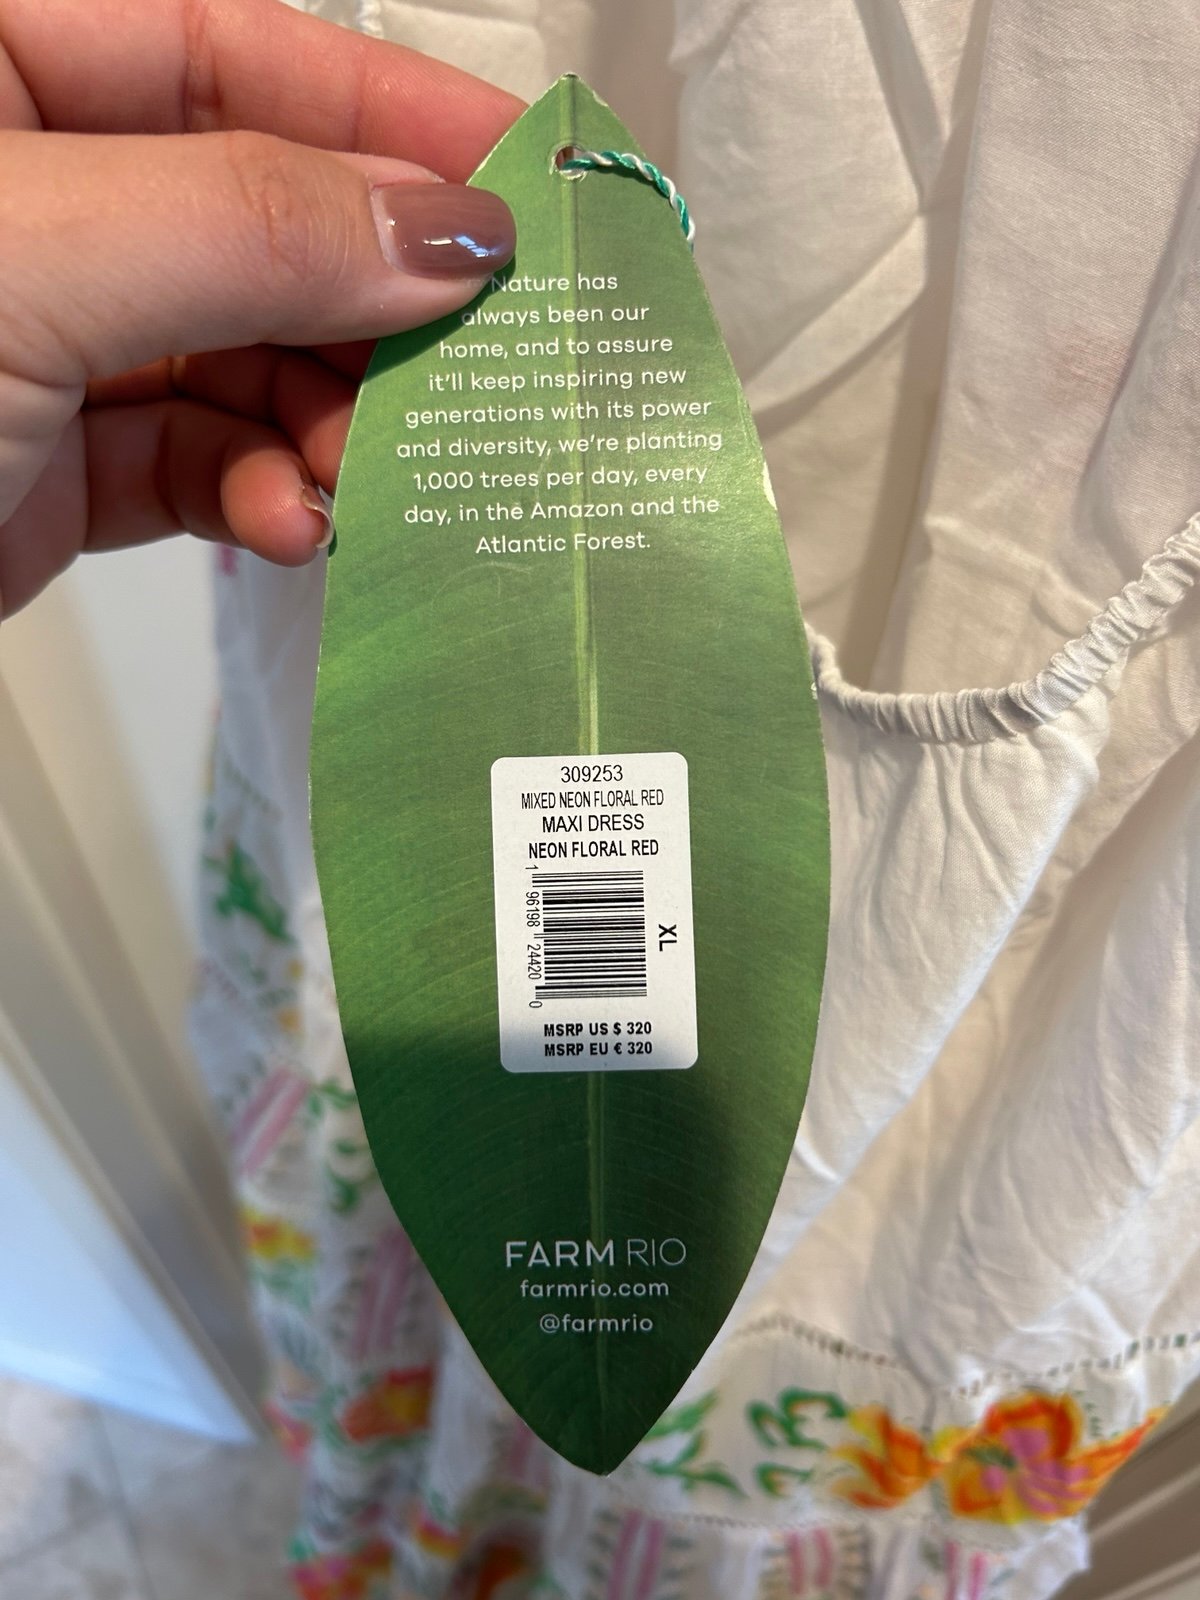 Nature has
always been our
home, and to assure
it'll keep inspiring new
generations with its power
and diversity, we're planting
1,000 trees per day, every
day, in the Amazon and the
Atlantic Forest.
309253
MIXED NEON FLORAL RED
MAXI DRESS
NEON FLORAL RED
1 96198 24420 0
XL
MSRP US $ 320
MSRP EU € 320
FARM RIO
farmrio.com
@farmrio